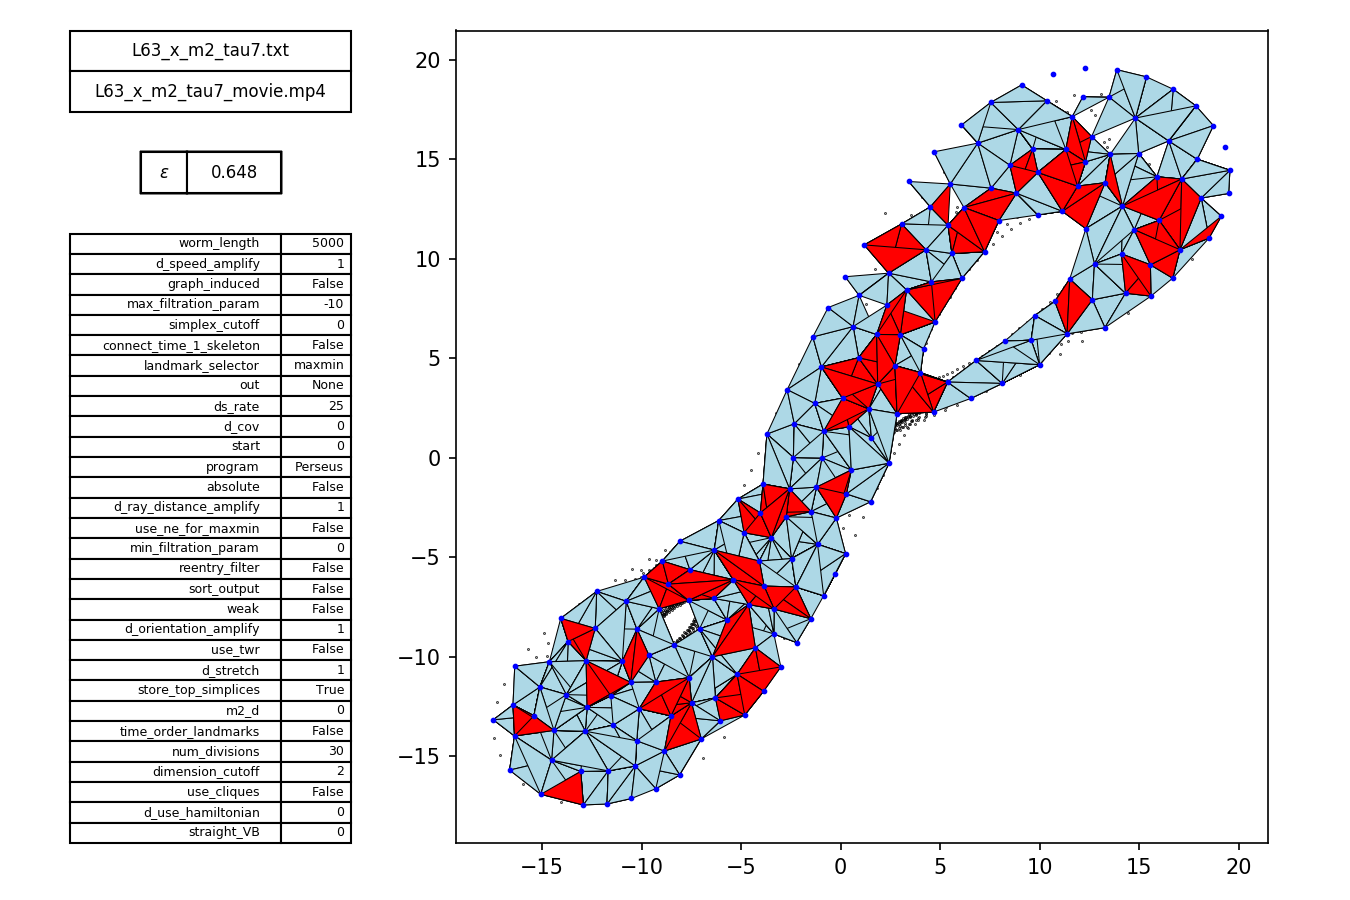 L63_x_m2_tau7.txt
L63_x_m2_tau7_movie.mp4
ε 0.648
worm_length 5000
d_speed_amplify 1
graph_induced False
max_filtration_param -10
simplex_cutoff 0
connect_time_1_skeleton False
landmark_selector maxmin
out None
ds_rate 25
d_cov 0
start 0
program Perseus
absolute False
d_ray_distance_amplify 1
use_ne_for_maxmin False
min_filtration_param 0
reentry_filter False
sort_output False
weak False
d_orientation_amplify 1
use_twr False
d_stretch 1
store_top_simplices True
m2_d 0
time_order_landmarks False
num_divisions 30
dimension_cutoff 2
use_cliques False
d_use_hamiltonian 0
straight_VB 0
20
15
10
5
0
−5
−10
−15
−15 −10 −5 0 5 10 15 20